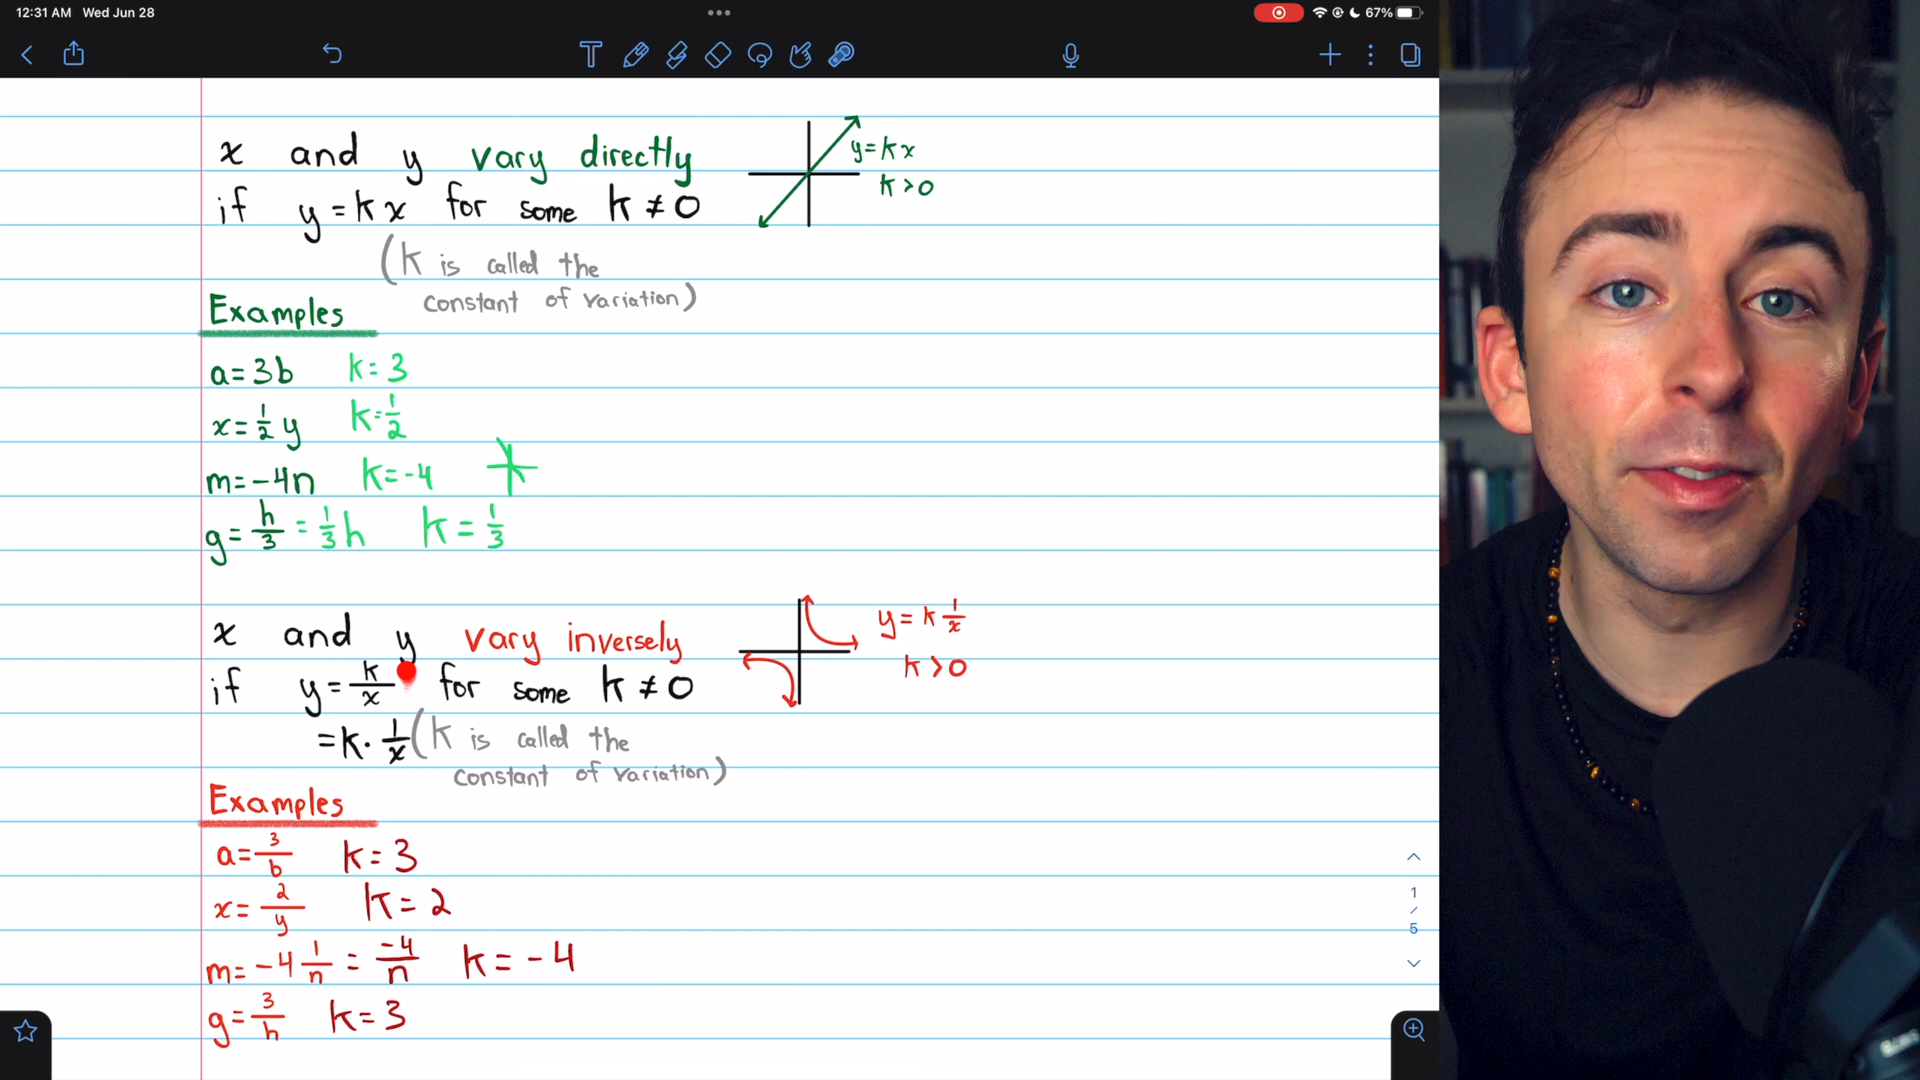 12:31 AM Wed Jun 28
67%
x and y vary directly
if y = kx for some k ≠ 0
(k is called the
constant of variation)
y = kx
k > 0
Examples
a = 3b k = 3
x = 1/2 y k = 1/2
m = -4n k = -4
g = h/3 = 1/3 h k = 1/3
x and y vary inversely
if y = k/x for some k ≠ 0
= k · 1/x (k is called the
constant of variation)
y = k 1/x
k > 0
Examples
a = 3/b k = 3
x = 2/y k = 2
m = -4 1/n = -4/n k = -4
g = 3/h k = 3
1
/
5